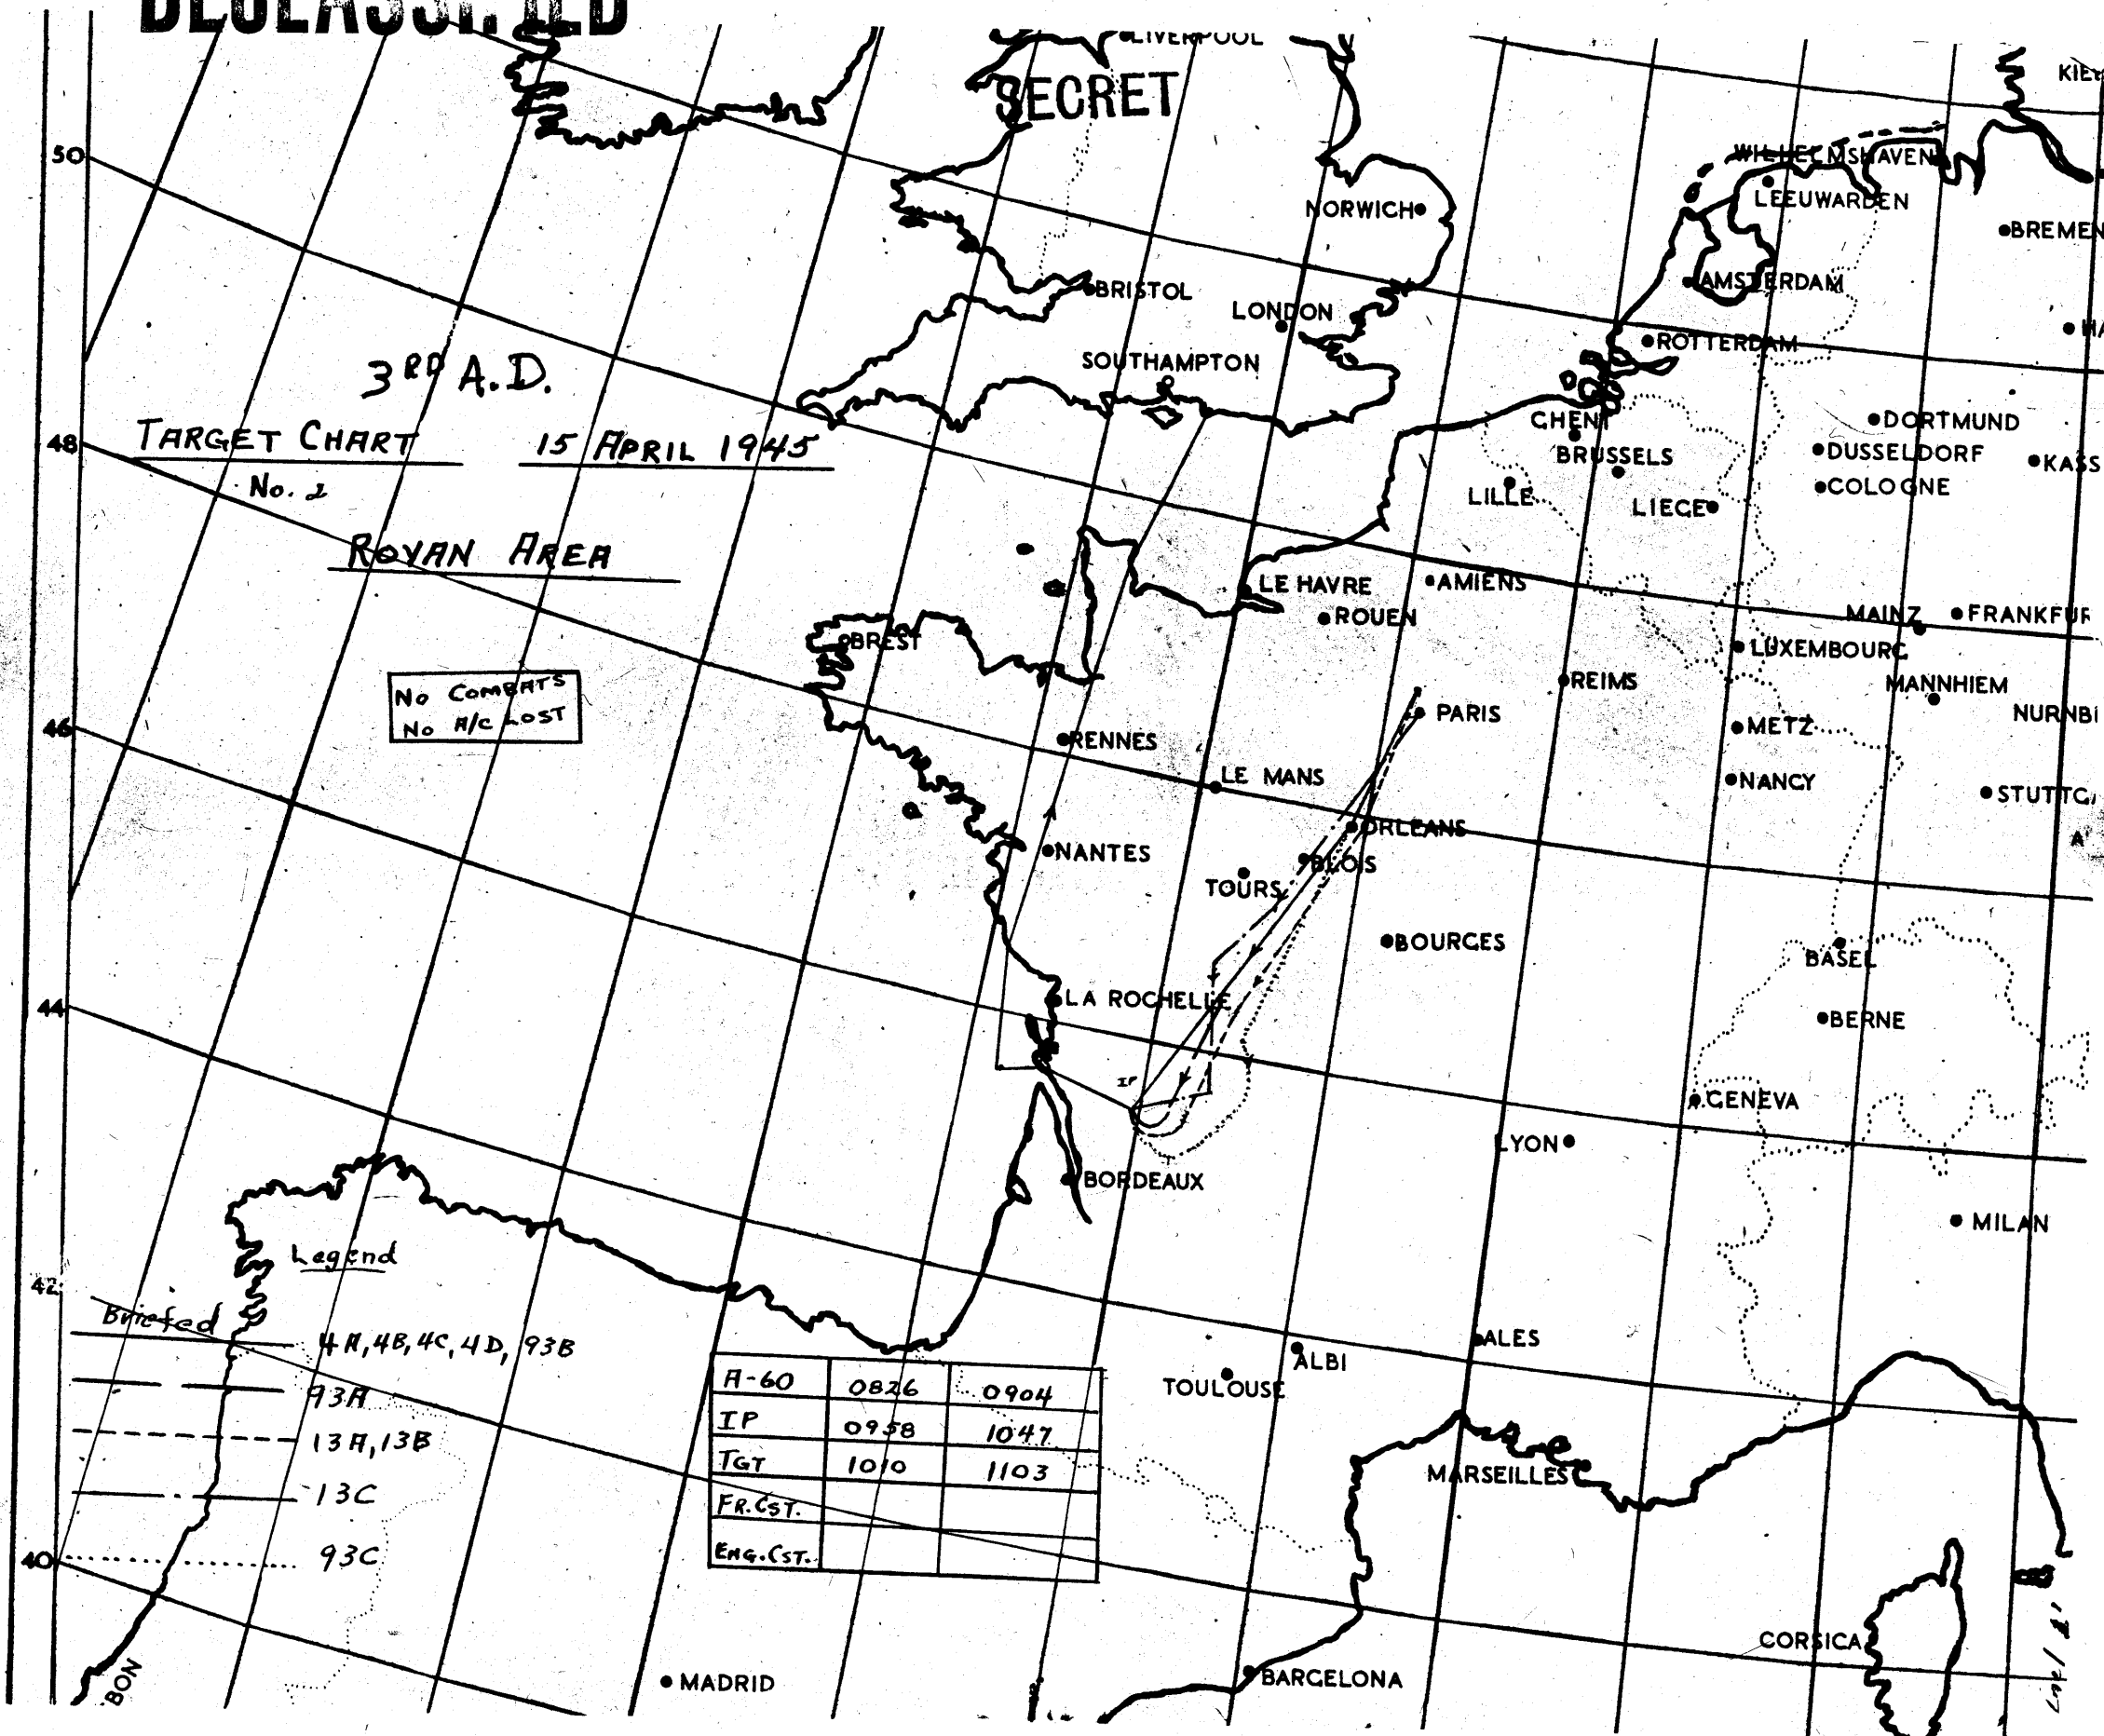 DECLASSIFIED
LIVERPOOL
SECRET
KIEL
50
WILHELMSHAVEN
LEEUWARDEN
NORWICH
BREMEN
AMSTERDAM
BRISTOL
LONDON
ROTTERDAM
SOUTHAMPTON
3RD A.D.
GHENT
DORTMUND
48
TARGET CHART 15 APRIL 1945
BRUSSELS
DUSSELDORF
KASS
No. 2
LILLE
COLOGNE
LIEGE
ROYAN AREA
LE HAVRE
AMIENS
ROUEN
MAINZ
FRANKFUR
BREST
LUXEMBOURG
REIMS
MANNHIEM
No COMBATS
No A/C LOST
PARIS
NURNB
46
METZ
RENNES
LE MANS
NANCY
STUTTG
ORLEANS
NANTES
BLOIS
TOURS
BOURGES
BASEL
LA ROCHELLE
44
BERNE
IP
GENEVA
LYON
BORDEAUX
MILAN
Legend
42
Briefed
4A, 4B, 4C, 4D, 93B
ALES
ALBI
TOULOUSE
93A
A-60 0826 0904
IP 0958 1047
13A, 13B
TGT 1010 1103
MARSEILLES
13C
FR. CST.
93C
ENG. CST.
40
CORSICA
BON
MADRID
BARCELONA